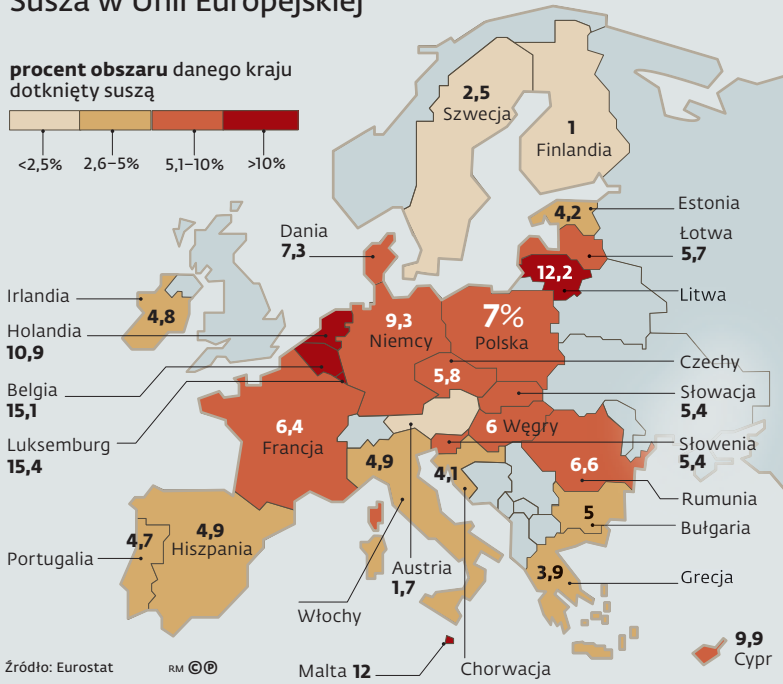 Susza w Unii Europejskiej
procent obszaru danego kraju
dotknięty suszą
<2,5%
2,6–5%
5,1–10%
>10%
2,5
Szwecja
1
Finlandia
4,2
Estonia
Łotwa
5,7
12,2
Litwa
Dania
7,3
Irlandia
4,8
Holandia
10,9
Belgia
15,1
Luksemburg
15,4
9,3
Niemcy
7%
Polska
5,8
Czechy
Słowacja
5,4
6 Węgry
Słowenia
5,4
6,4
Francja
4,9
4,1
6,6
Rumunia
5
Bułgaria
4,7
Portugalia
4,9
Hiszpania
Austria
1,7
3,9
Grecja
Włochy
Malta 12
Chorwacja
9,9
Cypr
Źródło: Eurostat
RM ©℗